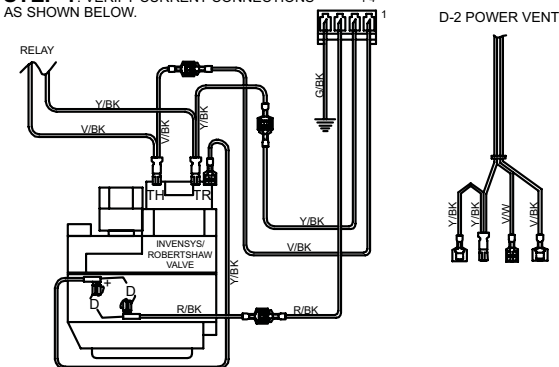 AS SHOWN BELOW.
1
D-2 POWER VENT
RELAY
G/BK
Y/BK
V/BK
V/BK
Y/BK
TH
TR
Y/BK
V/BK
INVENSYS/
ROBERTSHAW
VALVE
Y/BK
D
+
D
R/BK
R/BK
Y/BK
Y/BK
V/W
V/BK